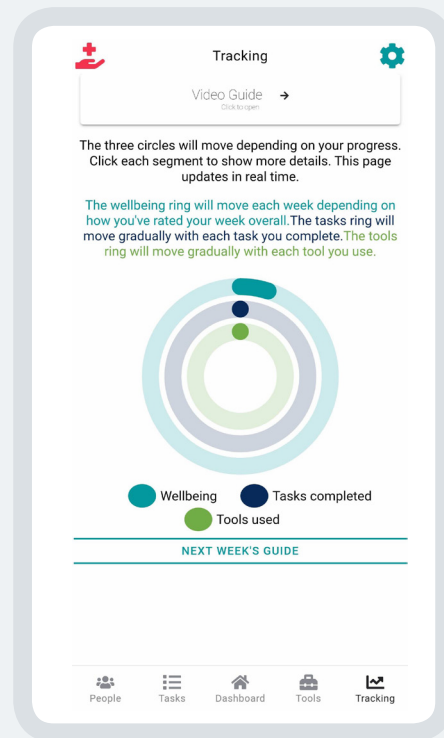 Tracking
Video Guide →
Click to open
The three circles will move depending on your progress.
Click each segment to show more details. This page
updates in real time.
The wellbeing ring will move each week depending on
how you've rated your week overall.The tasks ring will
move gradually with each task you complete.The tools
ring will move gradually with each tool you use.
Wellbeing Tasks completed
Tools used
NEXT WEEK'S GUIDE
People Tasks Dashboard Tools Tracking